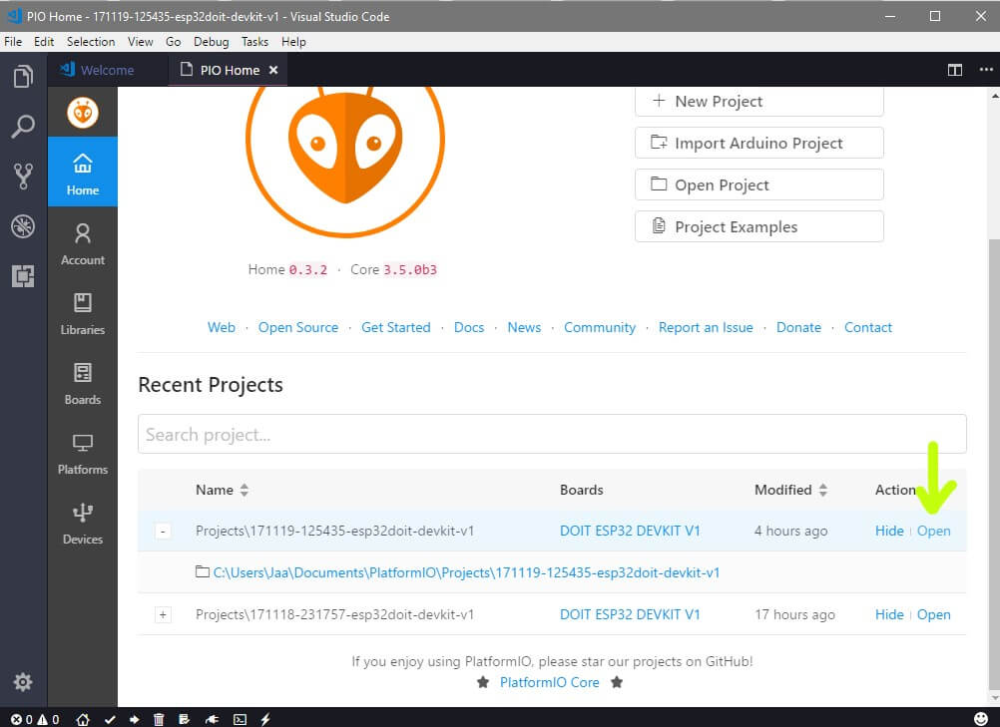 PIO Home - 171119-125435-esp32doit-devkit-v1 - Visual Studio Code
File Edit Selection View Go Debug Tasks Help
Welcome PIO Home
Home
Account
Libraries
Boards
Platforms
Devices
New Project
Import Arduino Project
Open Project
Project Examples
Home 0.3.2 · Core 3.5.0b3
Web · Open Source · Get Started · Docs · News · Community · Report an Issue · Donate · Contact
Recent Projects
Search project...
Name Boards Modified Action
- Projects\171119-125435-esp32doit-devkit-v1 DOIT ESP32 DEVKIT V1 4 hours ago Hide | Open
C:\Users\Jaa\Documents\PlatformIO\Projects\171119-125435-esp32doit-devkit-v1
+ Projects\171118-231757-esp32doit-devkit-v1 DOIT ESP32 DEVKIT V1 17 hours ago Hide | Open
If you enjoy using PlatformIO, please star our projects on GitHub!
PlatformIO Core
0 0